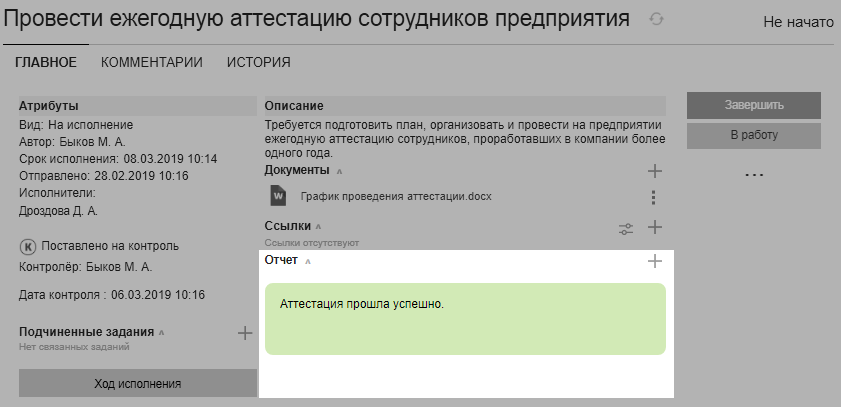 Провести ежегодную аттестацию сотрудников предприятия
Не начато
ГЛАВНОЕ КОММЕНТАРИИ ИСТОРИЯ
Атрибуты
Вид: На исполнение
Автор: Быков М. А.
Срок исполнения: 08.03.2019 10:14
Отправлено: 28.02.2019 10:16
Исполнители:
Дроздова Д. А.
К Поставлено на контроль
Контролёр: Быков М. А.
Дата контроля : 06.03.2019 10:16
Подчиненные задания
Нет связанных заданий
Ход исполнения
Описание
Требуется подготовить план, организовать и провести на предприятии
ежегодную аттестацию сотрудников, проработавших в компании более
одного года.
Документы
W График проведения аттестации.docx
Ссылки
Ссылки отсутствуют
Отчет
Аттестация прошла успешно.
Завершить
В работу
...